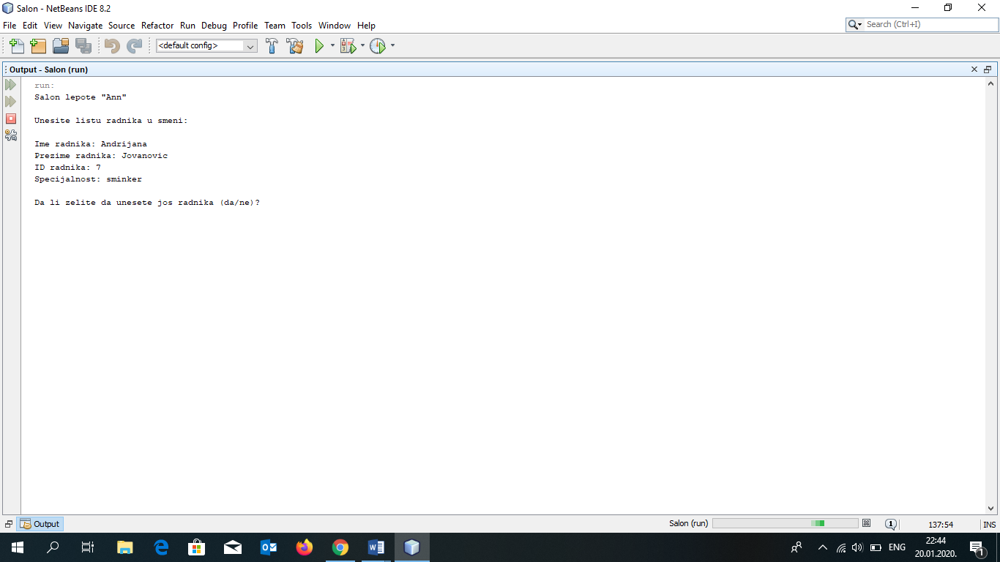 Salon - NetBeans IDE 8.2
File Edit View Navigate Source Refactor Run Debug Profile Team Tools Window Help
Search (Ctrl+I)
<default config>
Output - Salon (run)
run:
Salon lepote "Ann"
Unesite listu radnika u smeni:
Ime radnika: Andrijana
Prezime radnika: Jovanovic
ID radnika: 7
Specijalnost: sminker
Da li zelite da unesete jos radnika (da/ne)?
Output
Salon (run)
1
137:54
INS
ENG
22:44
20.01.2020.
1